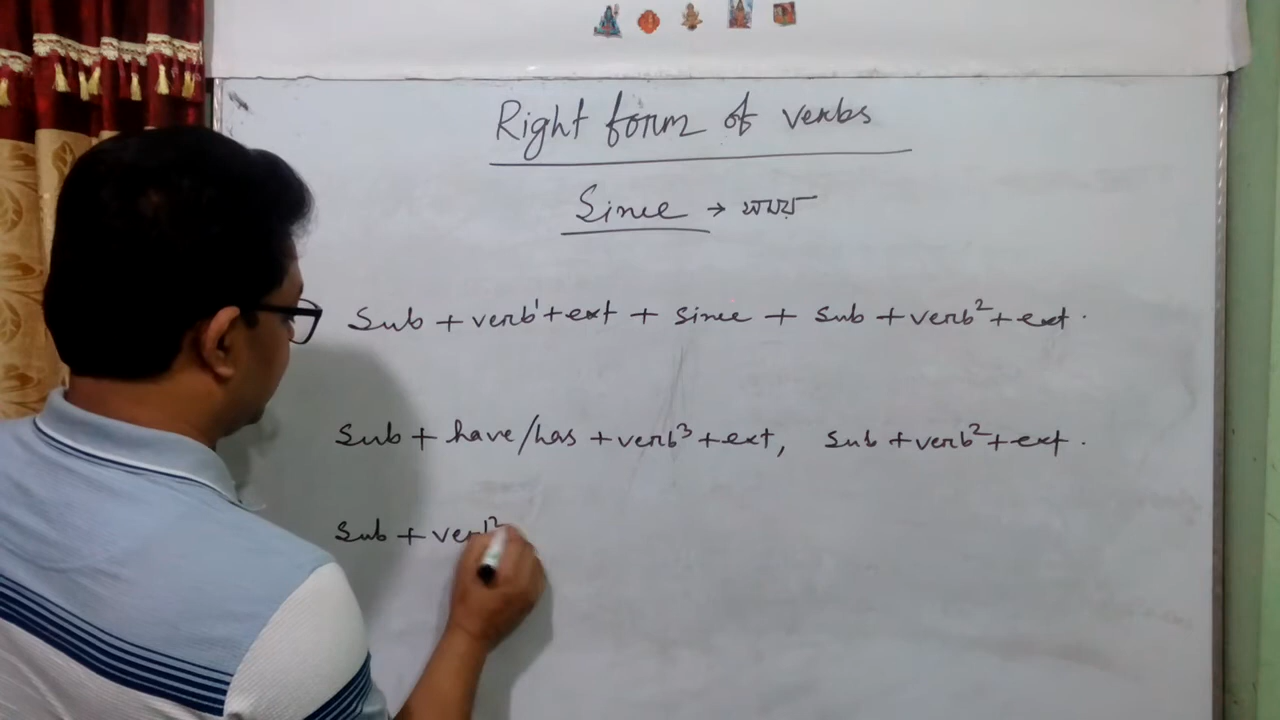 Right form of verbs
Since →
Sub + verb¹ + ext + since + sub + verb² + ext.
Sub + have/has + verb³ + ext, sub + verb² + ext.
Sub + verb²